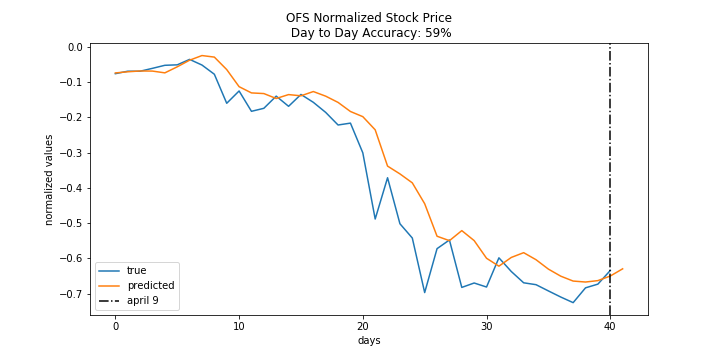 OFS Normalized Stock Price
Day to Day Accuracy: 59%
0.0
−0.1
−0.2
−0.3
−0.4
−0.5
−0.6
−0.7
normalized values
true
predicted
april 9
0
10
20
30
40
days